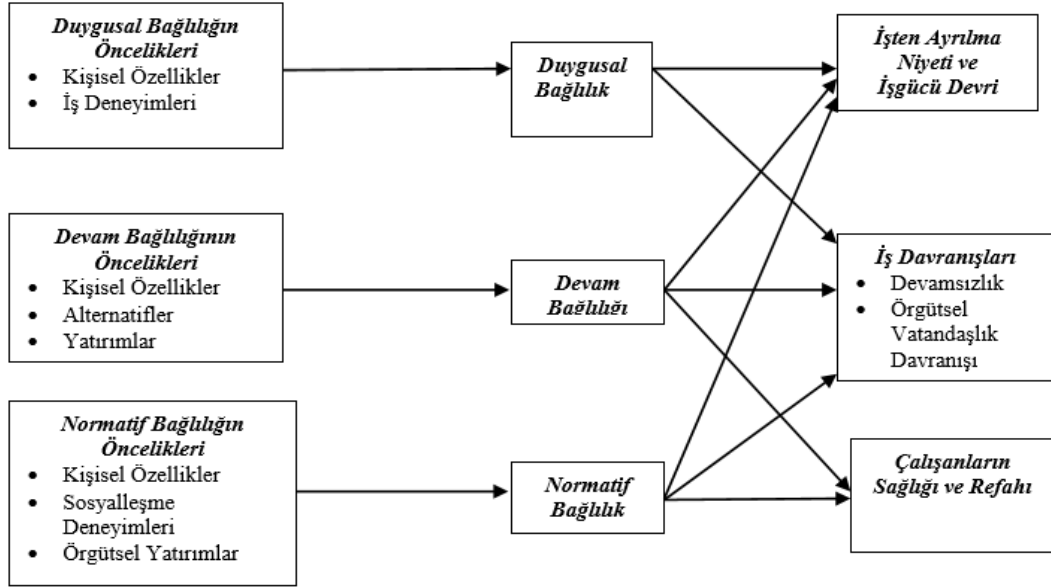 Duygusal Bağlılığın
Öncelikleri
• Kişisel Özellikler
• İş Deneyimleri
Duygusal
Bağlılık
İşten Ayrılma
Niyeti ve
İşgücü Devri
Devam Bağlılığının
Öncelikleri
• Kişisel Özellikler
• Alternatifler
• Yatırımlar
Devam
Bağlılığı
İş Davranışları
• Devamsızlık
• Örgütsel
Vatandaşlık
Davranışı
Normatif Bağlılığın
Öncelikleri
• Kişisel Özellikler
• Sosyalleşme
Deneyimleri
• Örgütsel Yatırımlar
Normatif
Bağlılık
Çalışanların
Sağlığı ve Refahı